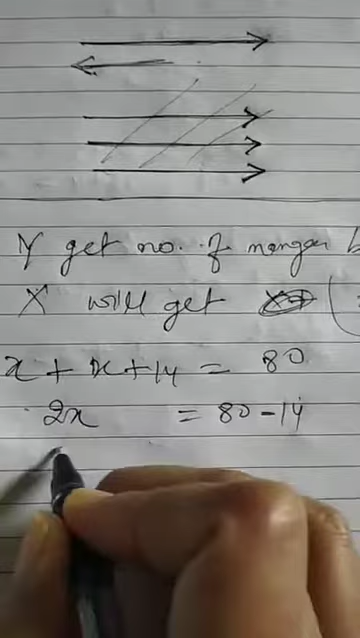 Y get no. of mangoes b
X will get (
x + x + 14 = 80
2x = 80 - 14